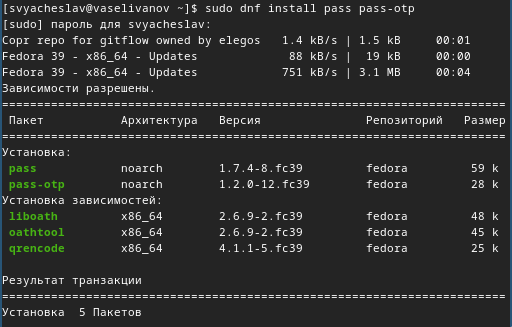 [svyacheslav@vaselivanov ~]$ sudo dnf install pass pass-otp
[sudo] пароль для svyacheslav:
Copr repo for gitflow owned by elegos   1.4 kB/s | 1.5 kB     00:01
Fedora 39 - x86_64 - Updates             88 kB/s |  19 kB     00:00
Fedora 39 - x86_64 - Updates            751 kB/s | 3.1 MB     00:04
Зависимости разрешены.
========================================================================
 Пакет           Архитектура   Версия               Репозиторий   Размер
========================================================================
Установка:
 pass            noarch        1.7.4-8.fc39         fedora         59 k
 pass-otp        noarch        1.2.0-12.fc39        fedora         28 k
Установка зависимостей:
 liboath         x86_64        2.6.9-2.fc39         fedora         48 k
 oathtool        x86_64        2.6.9-2.fc39         fedora         45 k
 qrencode        x86_64        4.1.1-5.fc39         fedora         25 k
Результат транзакции
========================================================================
Установка  5 Пакетов